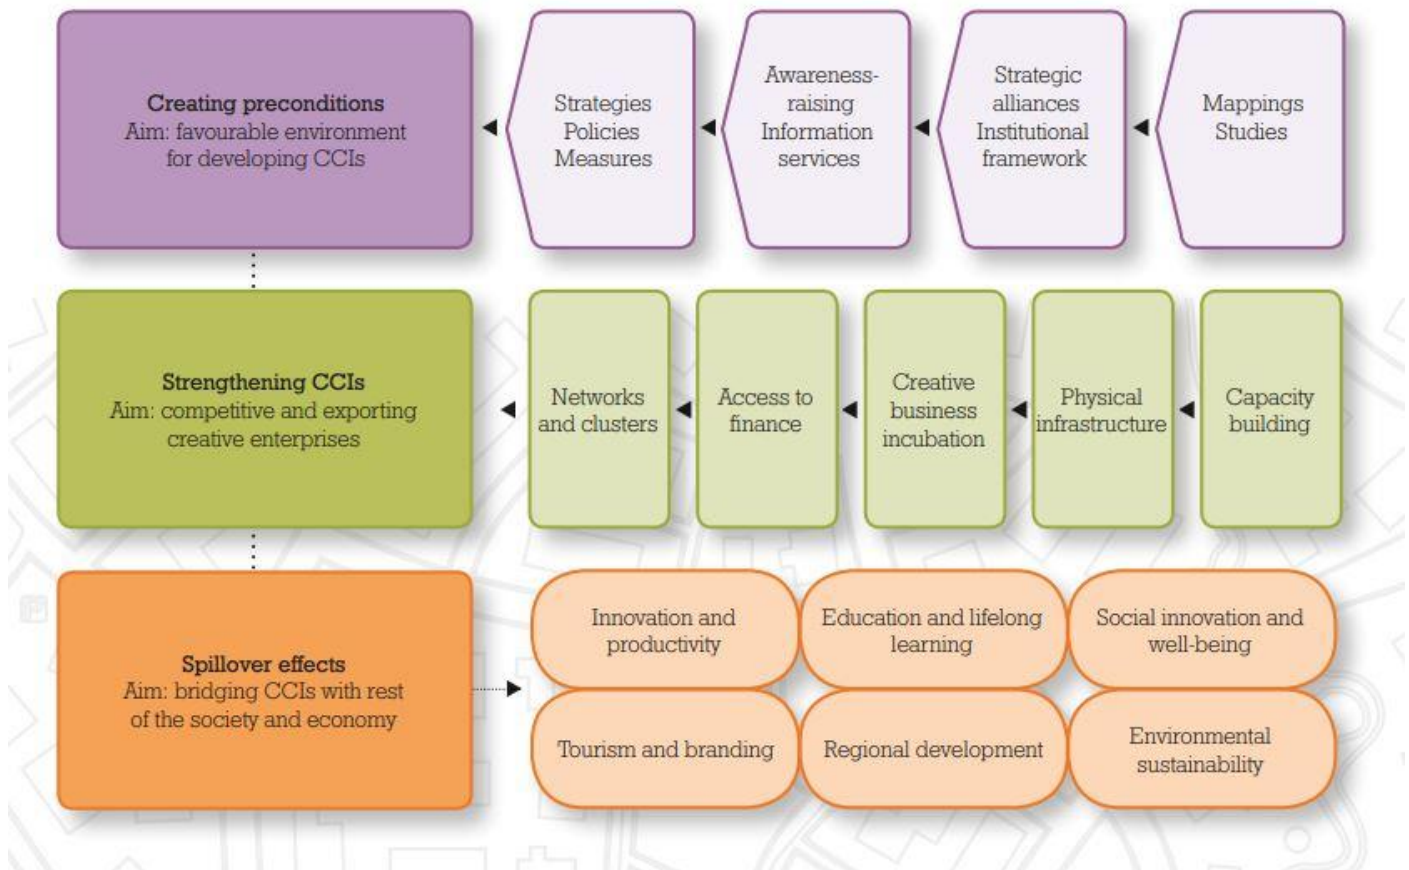 Creating preconditions
Aim: favourable environment
for developing CCIs
Strategies
Policies
Measures
Awareness-
raising
Information
services
Strategic
alliances
Institutional
framework
Mappings
Studies
Strengthening CCIs
Aim: competitive and exporting
creative enterprises
Networks
and clusters
Access to
finance
Creative
business
incubation
Physical
infrastructure
Capacity
building
Spillover effects
Aim: bridging CCIs with rest
of the society and economy
Innovation and
productivity
Education and lifelong
learning
Social innovation and
well-being
Tourism and branding
Regional development
Environmental
sustainability
P